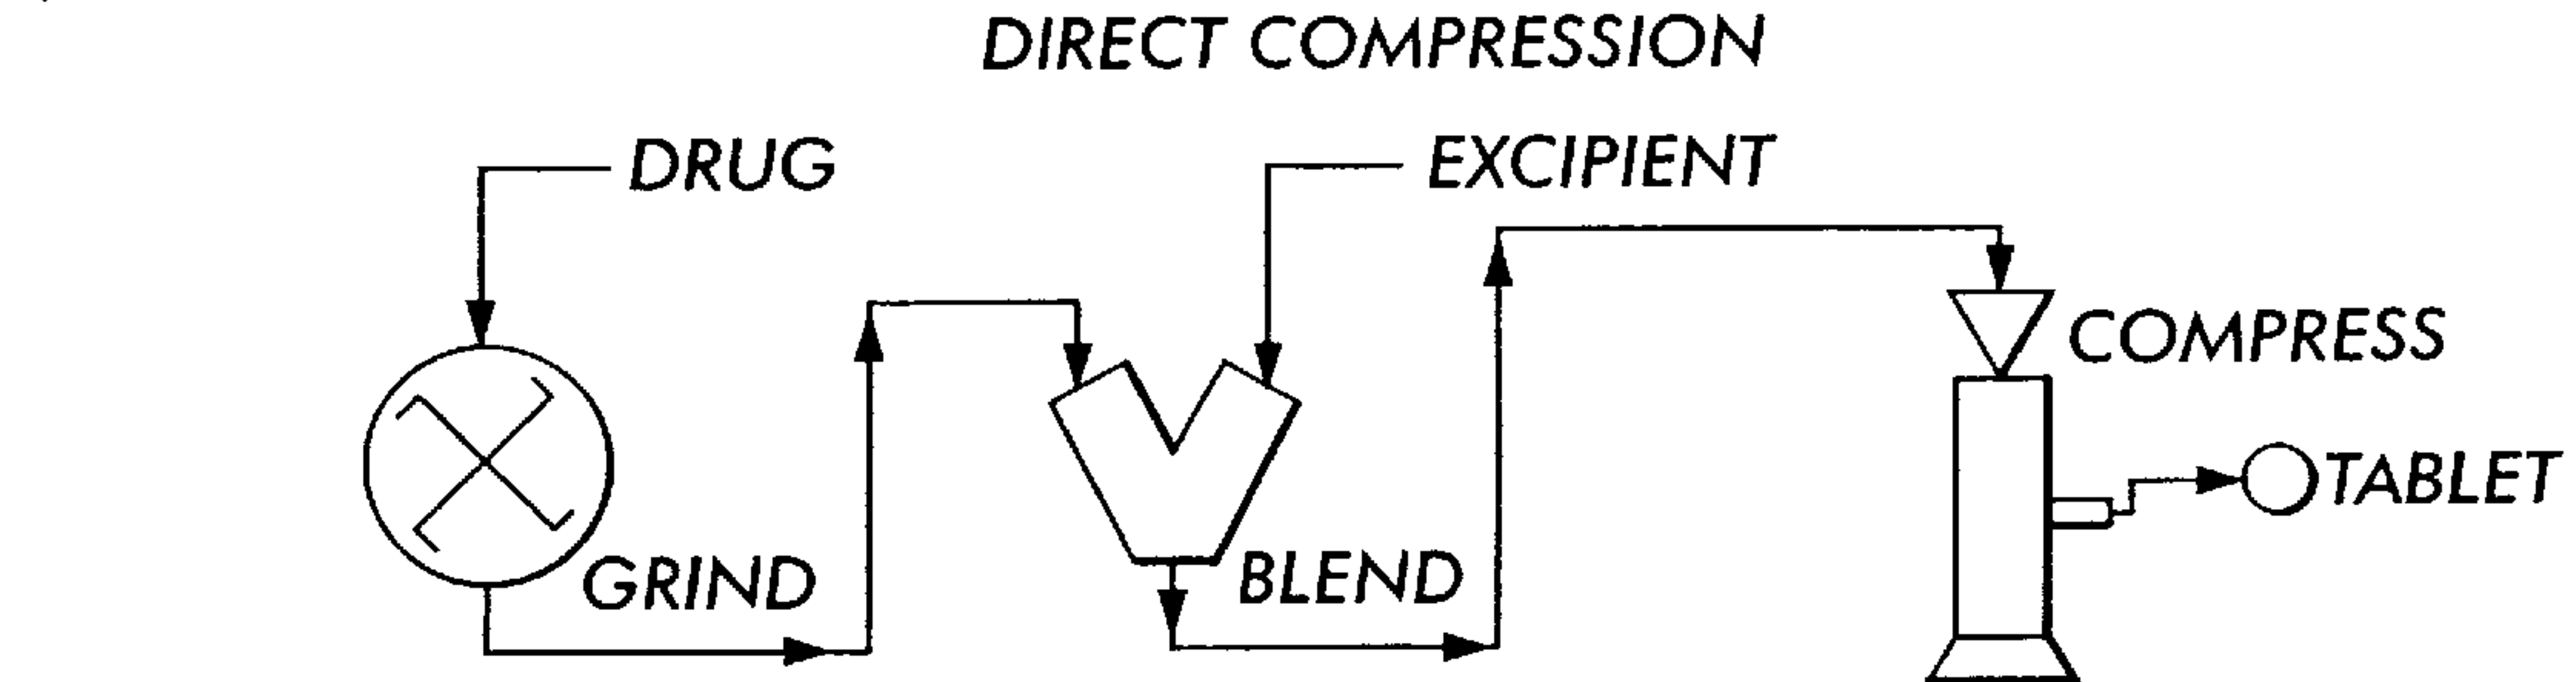 DIRECT COMPRESSION
DRUG
EXCIPIENT
COMPRESS
TABLET
GRIND
BLEND